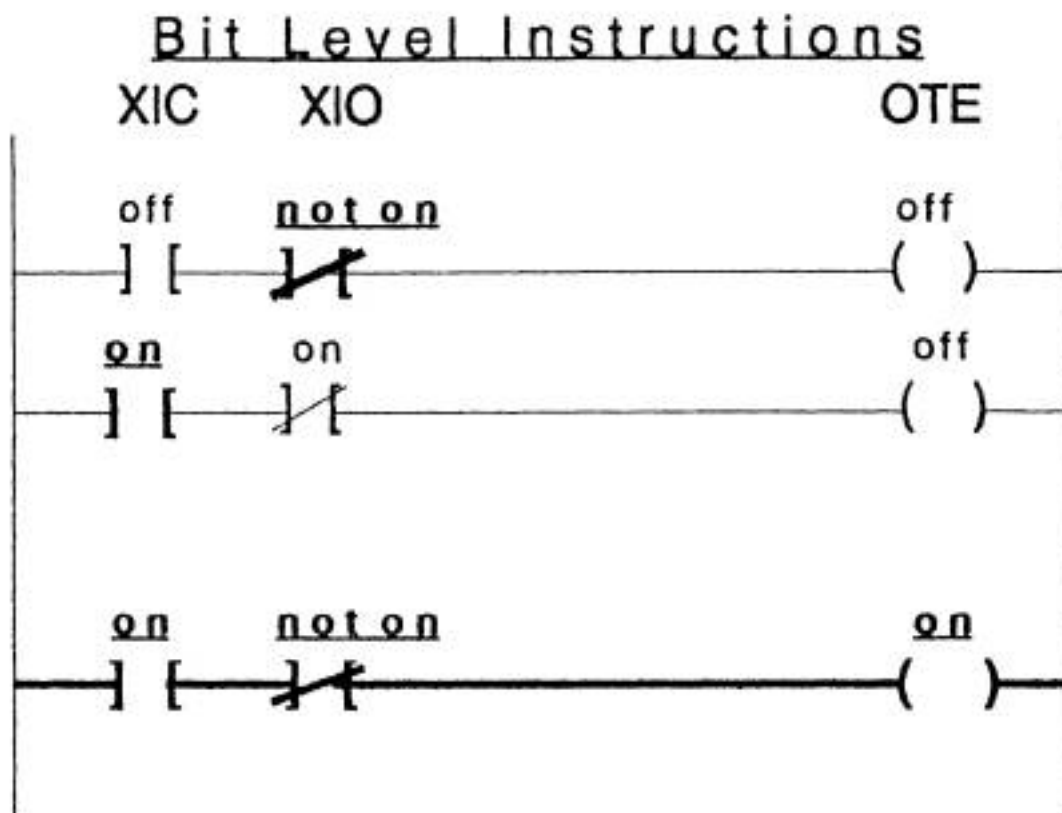 Bit Level Instructions
XIC XIO OTE
off not on off
on on off
on not on on